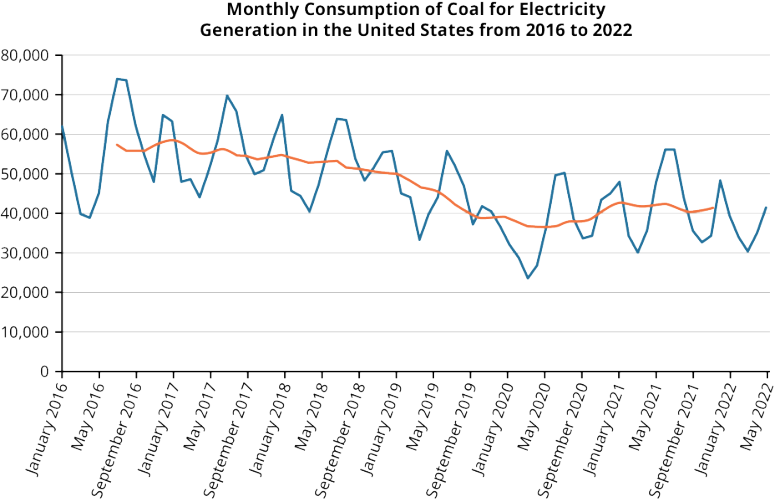 Monthly Consumption of Coal for Electricity
Generation in the United States from 2016 to 2022
80,000
70,000
60,000
50,000
40,000
30,000
20,000
10,000
0
January 2016
May 2016
September 2016
January 2017
May 2017
September 2017
January 2018
May 2018
September 2018
January 2019
May 2019
September 2019
January 2020
May 2020
September 2020
January 2021
May 2021
September 2021
January 2022
May 2022